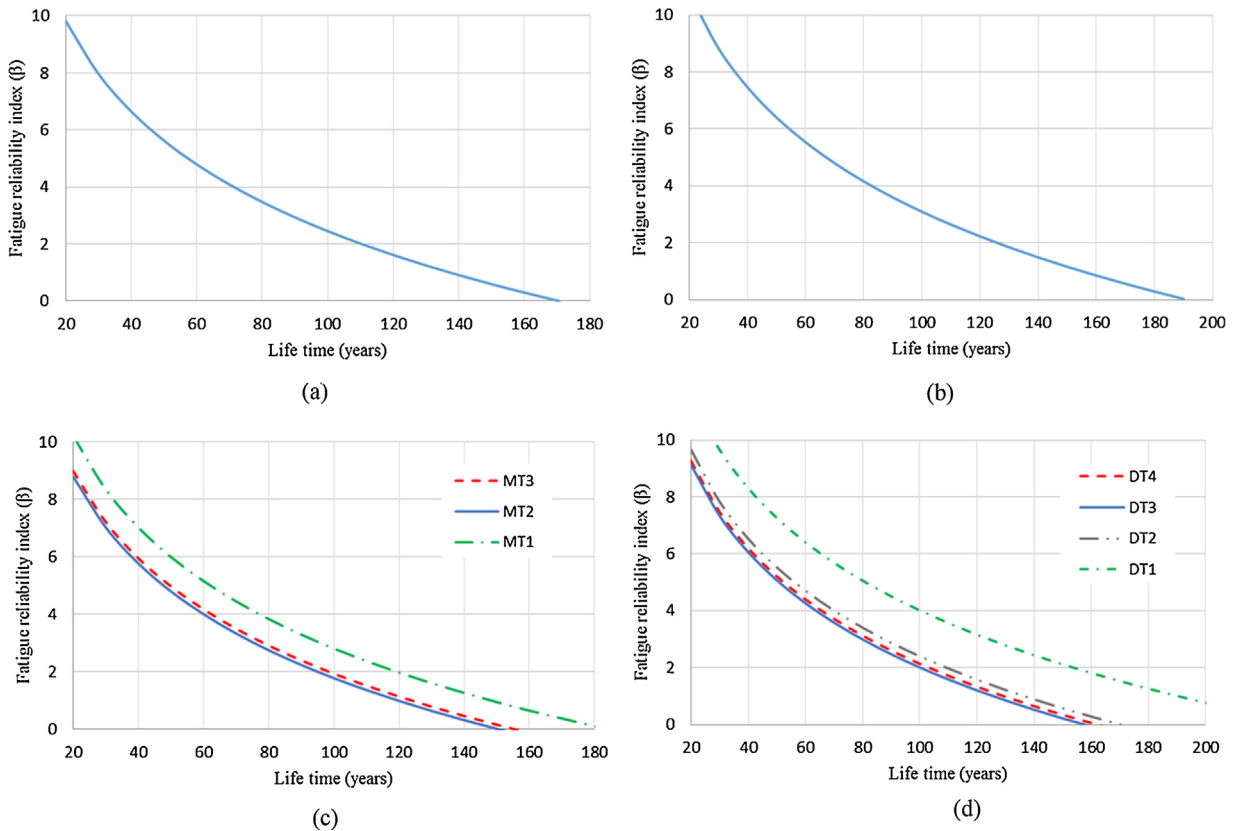 Fatigue reliability index (β)
10
8
6
4
2
0
20 40 60 80 100 120 140 160 180
Life time (years)
(a)
Fatigue reliability index (β)
10
8
6
4
2
0
20 40 60 80 100 120 140 160 180 200
Life time (years)
(b)
Fatigue reliability index (β)
10
8
6
4
2
0
MT3
MT2
MT1
20 40 60 80 100 120 140 160 180
Life time (years)
(c)
Fatigue reliability index (β)
10
8
6
4
2
0
DT4
DT3
DT2
DT1
20 40 60 80 100 120 140 160 180 200
Life time (years)
(d)